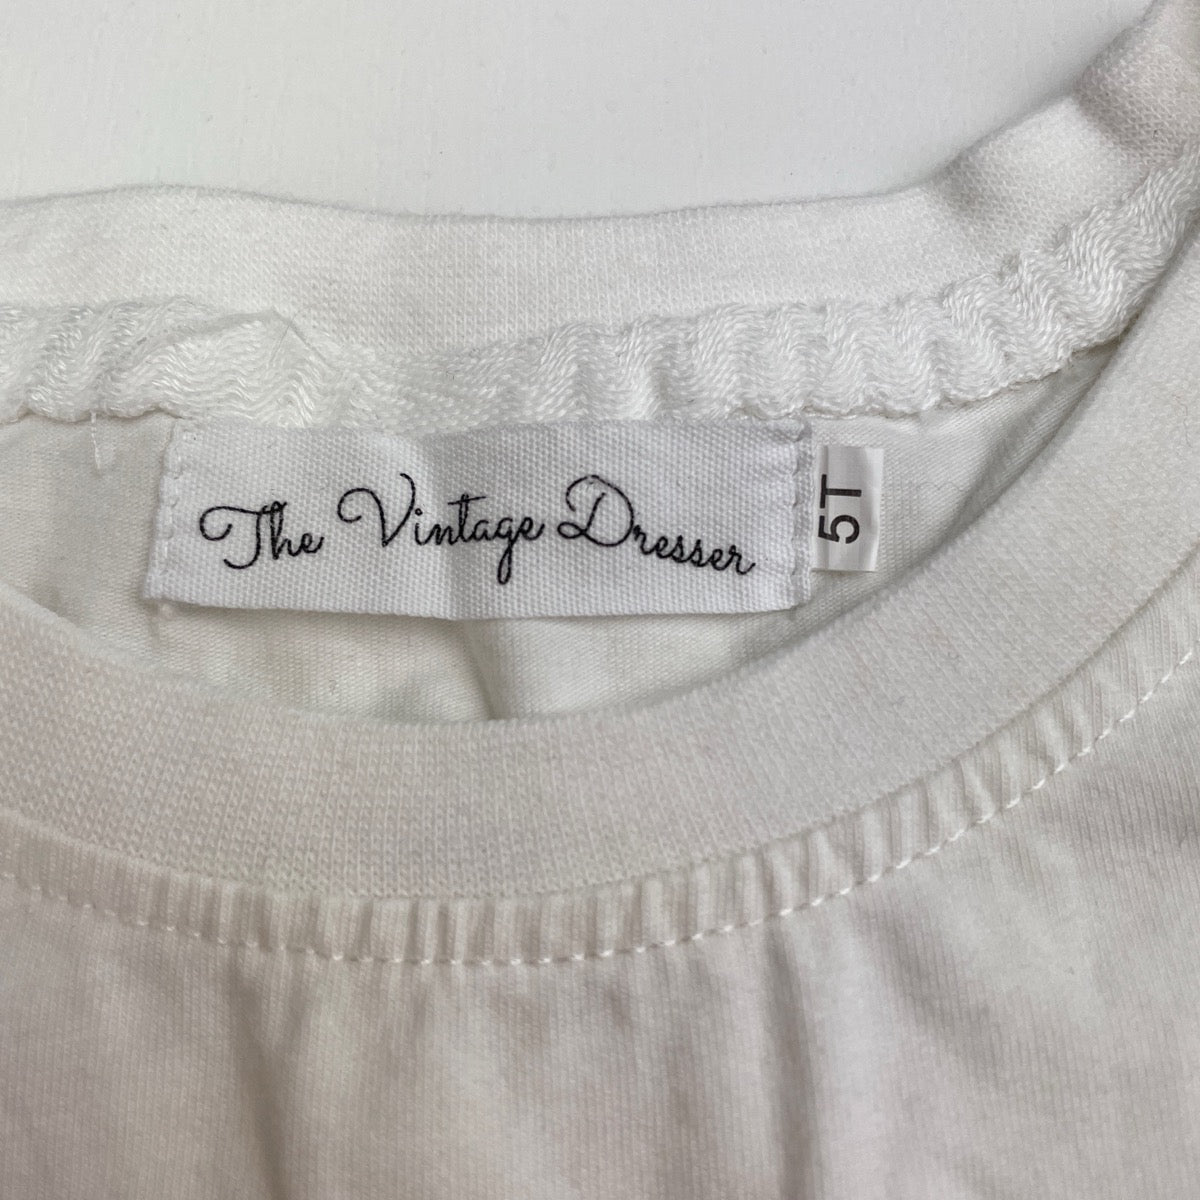 The Vintage Dresser
5T